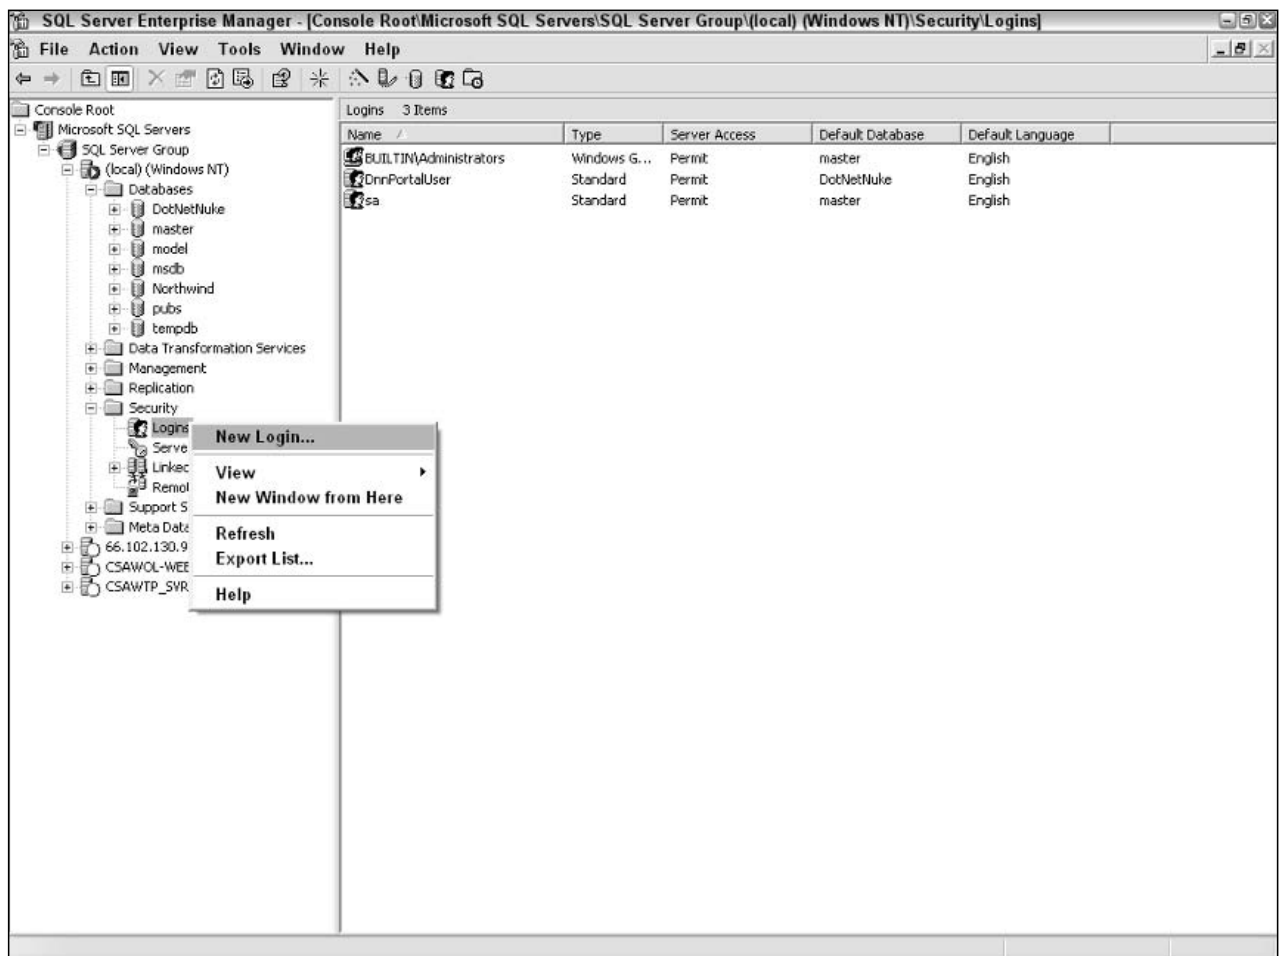 SQL Server Enterprise Manager - [Console Root\Microsoft SQL Servers\SQL Server Group\(local) (Windows NT)\Security\Logins]
File Action View Tools Window Help
Console Root
Microsoft SQL Servers
SQL Server Group
(local) (Windows NT)
Databases
DotNetNuke
master
model
msdb
Northwind
pubs
tempdb
Data Transformation Services
Management
Replication
Security
Logins
Serve
Linkec
Remol
Support S
Meta Data
66.102.130.9
CSAWOL-WEE
CSAWTP_SVR
New Login...
View
New Window from Here
Refresh
Export List...
Help
Logins 3 Items
Name Type Server Access Default Database Default Language
BUILTIN\Administrators Windows G... Permit master English
DnnPortalUser Standard Permit DotNetNuke English
sa Standard Permit master English